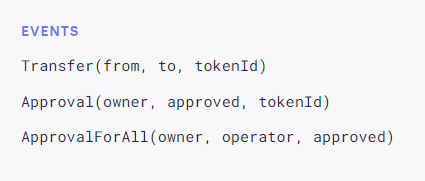 EVENTS
Transfer(from, to, tokenId)
Approval(owner, approved, tokenId)
ApprovalForAll(owner, operator, approved)